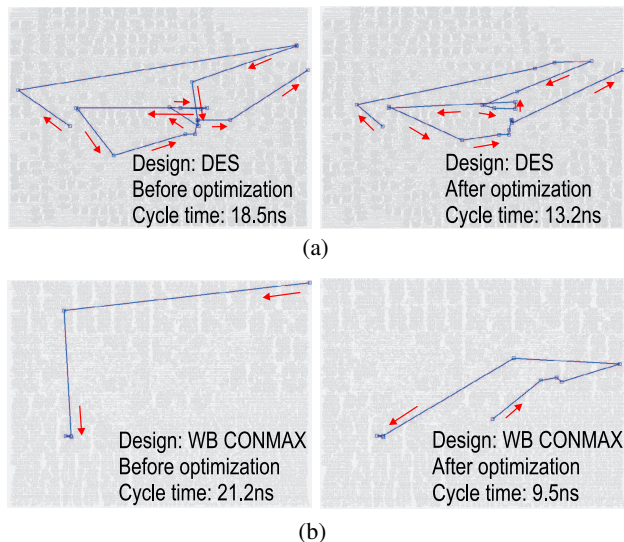 Design: DES
Before optimization
Cycle time: 18.5ns
Design: DES
After optimization
Cycle time: 13.2ns
(a)
Design: WB CONMAX
Before optimization
Cycle time: 21.2ns
Design: WB CONMAX
After optimization
Cycle time: 9.5ns
(b)